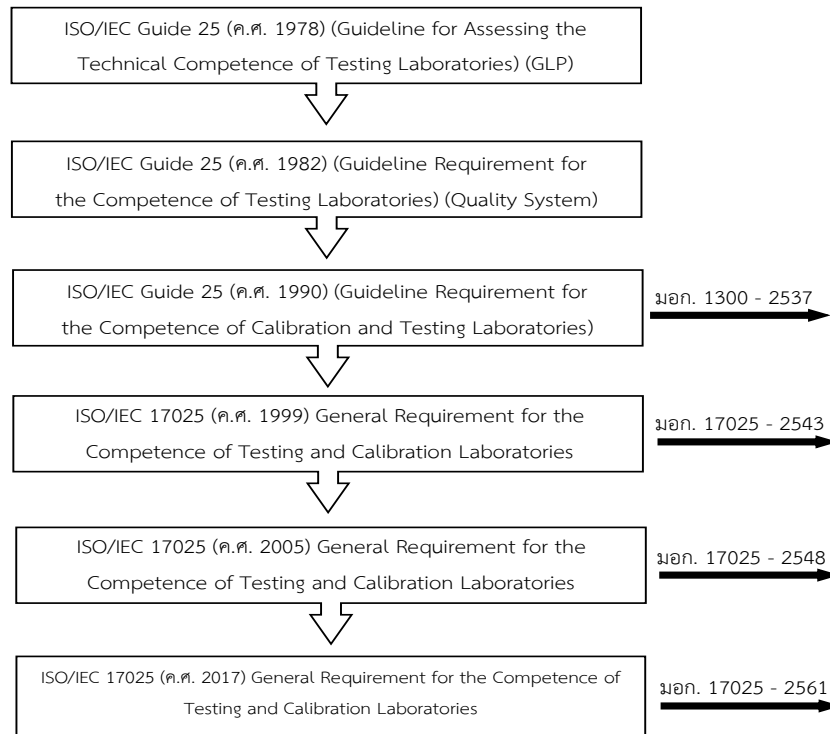 ISO/IEC Guide 25 (ค.ศ. 1978) (Guideline for Assessing the
Technical Competence of Testing Laboratories) (GLP)
ISO/IEC Guide 25 (ค.ศ. 1982) (Guideline Requirement for
the Competence of Testing Laboratories) (Quality System)
ISO/IEC Guide 25 (ค.ศ. 1990) (Guideline Requirement for
the Competence of Calibration and Testing Laboratories)
มอก. 1300 - 2537
ISO/IEC 17025 (ค.ศ. 1999) General Requirement for the
Competence of Testing and Calibration Laboratories
มอก. 17025 - 2543
ISO/IEC 17025 (ค.ศ. 2005) General Requirement for the
Competence of Testing and Calibration Laboratories
มอก. 17025 - 2548
ISO/IEC 17025 (ค.ศ. 2017) General Requirement for the Competence of
Testing and Calibration Laboratories
มอก. 17025 - 2561